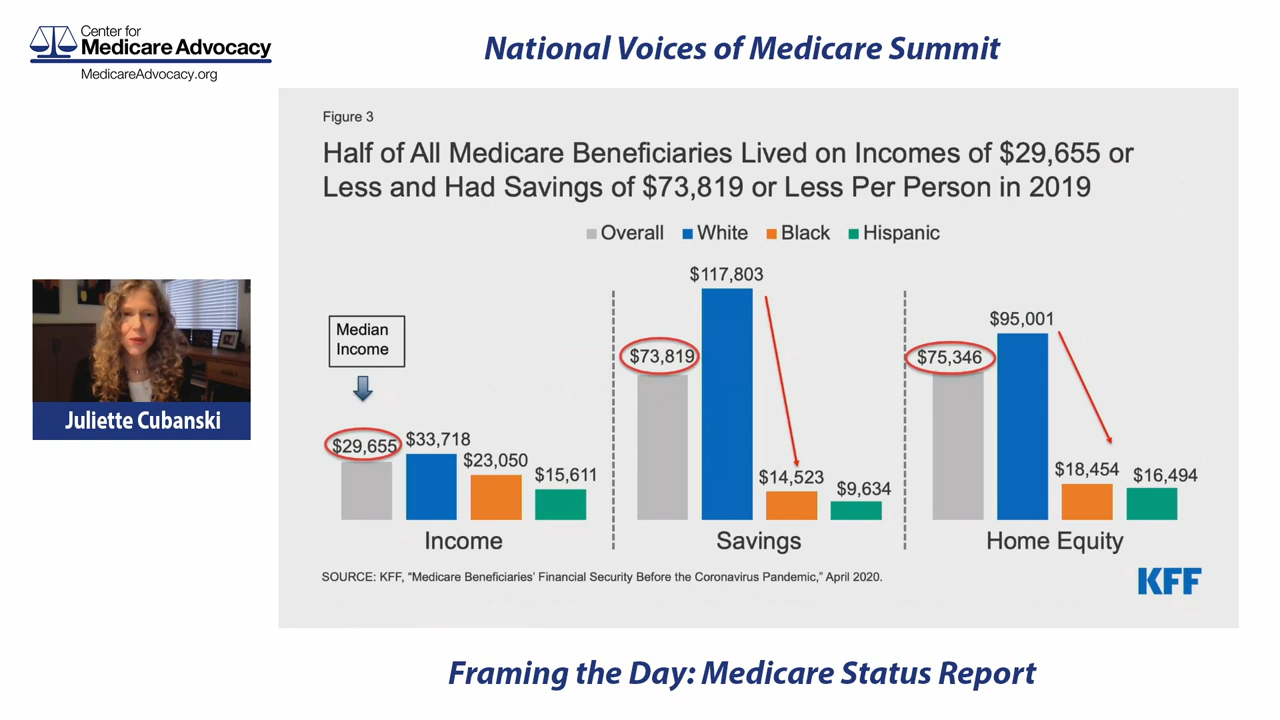 Center for
Medicare Advocacy
MedicareAdvocacy.org
National Voices of Medicare Summit
Figure 3
Half of All Medicare Beneficiaries Lived on Incomes of $29,655 or
Less and Had Savings of $73,819 or Less Per Person in 2019
Overall White Black Hispanic
Median
Income
$29,655 $33,718 $23,050 $15,611
Income
$73,819 $117,803 $14,523 $9,634
Savings
$75,346 $95,001 $18,454 $16,494
Home Equity
SOURCE: KFF, “Medicare Beneficiaries’ Financial Security Before the Coronavirus Pandemic,” April 2020.
KFF
Juliette Cubanski
Framing the Day: Medicare Status Report